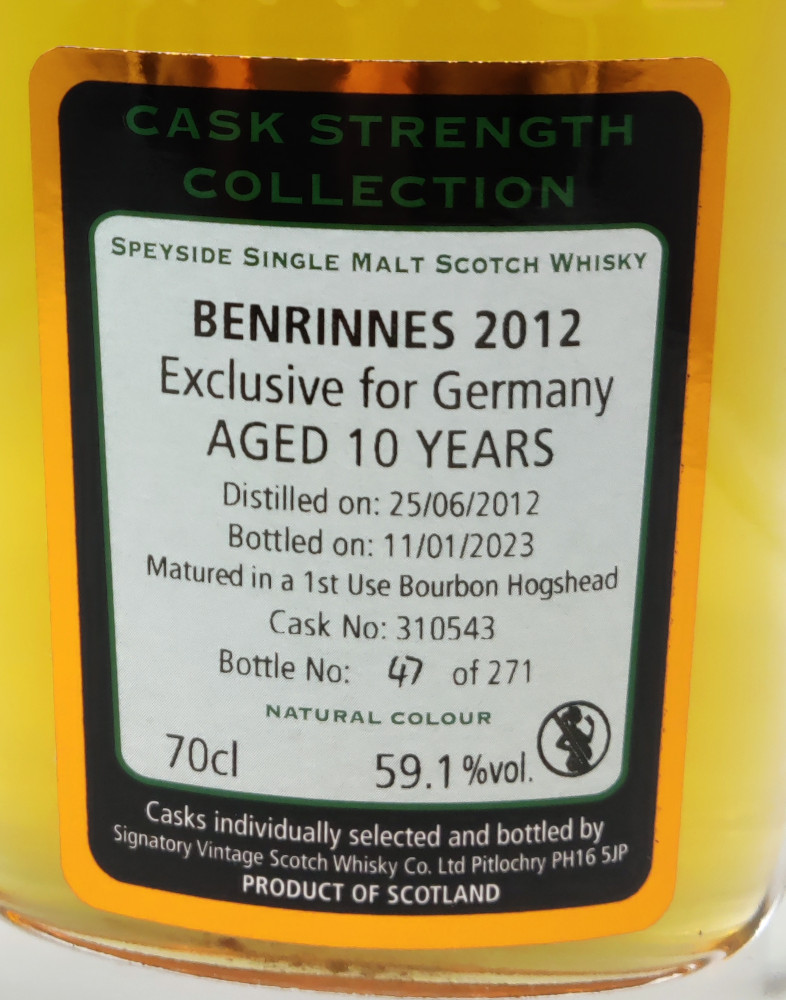 CASK STRENGTH
COLLECTION
SPEYSIDE SINGLE MALT SCOTCH WHISKY
BENRINNES 2012
Exclusive for Germany
AGED 10 YEARS
Distilled on: 25/06/2012
Bottled on: 11/01/2023
Matured in a 1st Use Bourbon Hogshead
Cask No: 310543
Bottle No: 47 of 271
NATURAL COLOUR
70cl 59.1%vol.
Casks individually selected and bottled by
Signatory Vintage Scotch Whisky Co. Ltd Pitlochry PH16 5JP
PRODUCT OF SCOTLAND